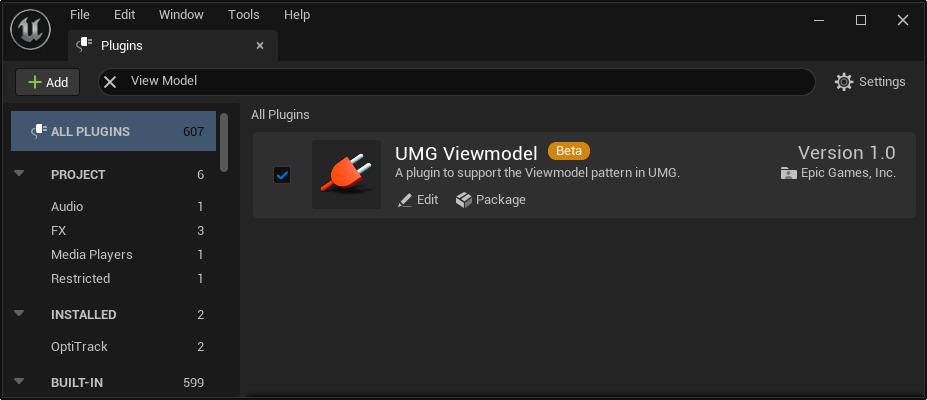 File Edit Window Tools Help
Plugins
Add
View Model
Settings
ALL PLUGINS 607
PROJECT 6
Audio 1
FX 3
Media Players 1
Restricted 1
INSTALLED 2
OptiTrack 2
BUILT-IN 599
All Plugins
UMG Viewmodel Beta
Version 1.0
A plugin to support the Viewmodel pattern in UMG.
Epic Games, Inc.
Edit Package